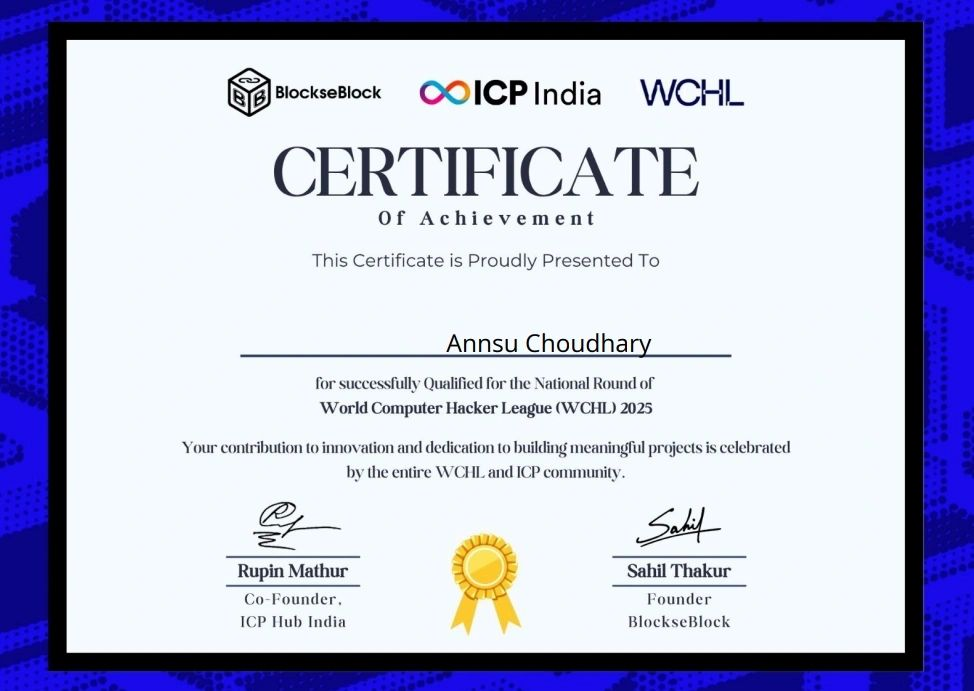 BlockseBlock
ICP India
WCHL
CERTIFICATE
Of Achievement
This Certificate is Proudly Presented To
Annsu Choudhary
for successfully Qualified for the National Round of
World Computer Hacker League (WCHL) 2025
Your contribution to innovation and dedication to building meaningful projects is celebrated
by the entire WCHL and ICP community.
Sahil
Rupin Mathur
Co-Founder,
ICP Hub India
Sahil Thakur
Founder
BlockseBlock